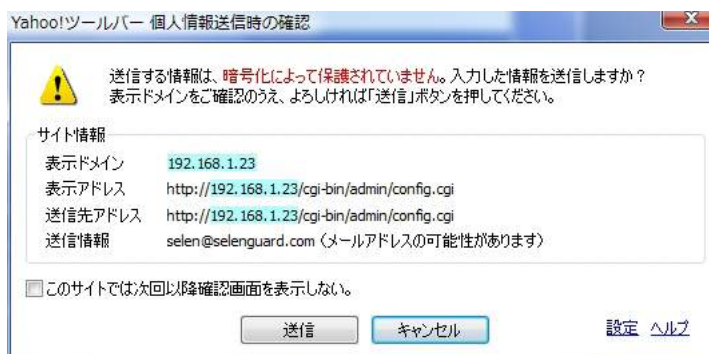 Yahoo!ツールバー 個人情報送信時の確認
送信する情報は、暗号化によって保護されていません。入力した情報を送信しますか？
表示ドメインをご確認のうえ、よろしければ「送信」ボタンを押してください。
サイト情報
表示ドメイン 192.168.1.23
表示アドレス http://192.168.1.23/cgi-bin/admin/config.cgi
送信先アドレス http://192.168.1.23/cgi-bin/admin/config.cgi
送信情報 selen@selenguard.com（メールアドレスの可能性があります）
このサイトでは次回以降確認画面を表示しない。
送信 キャンセル 設定 ヘルプ